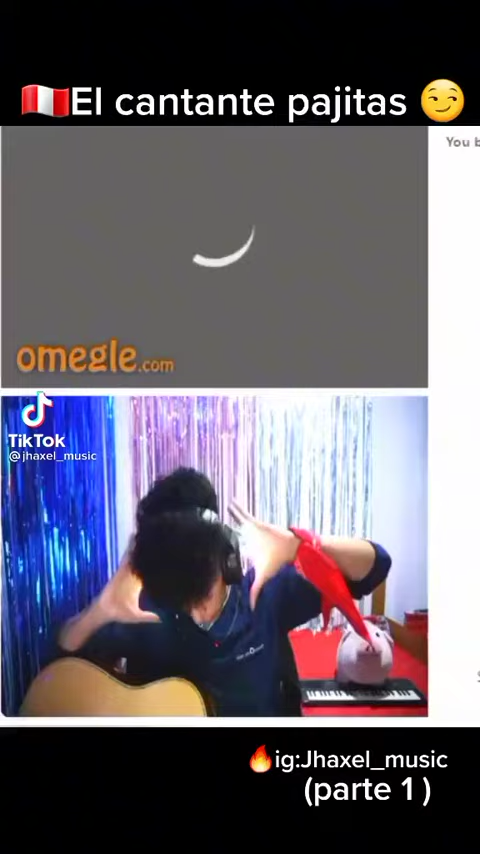 🇵🇪El cantante pajitas 😏
You b
omegle.com
TikTok
@jhaxel_music
🔥ig:Jhaxel_music
(parte 1)